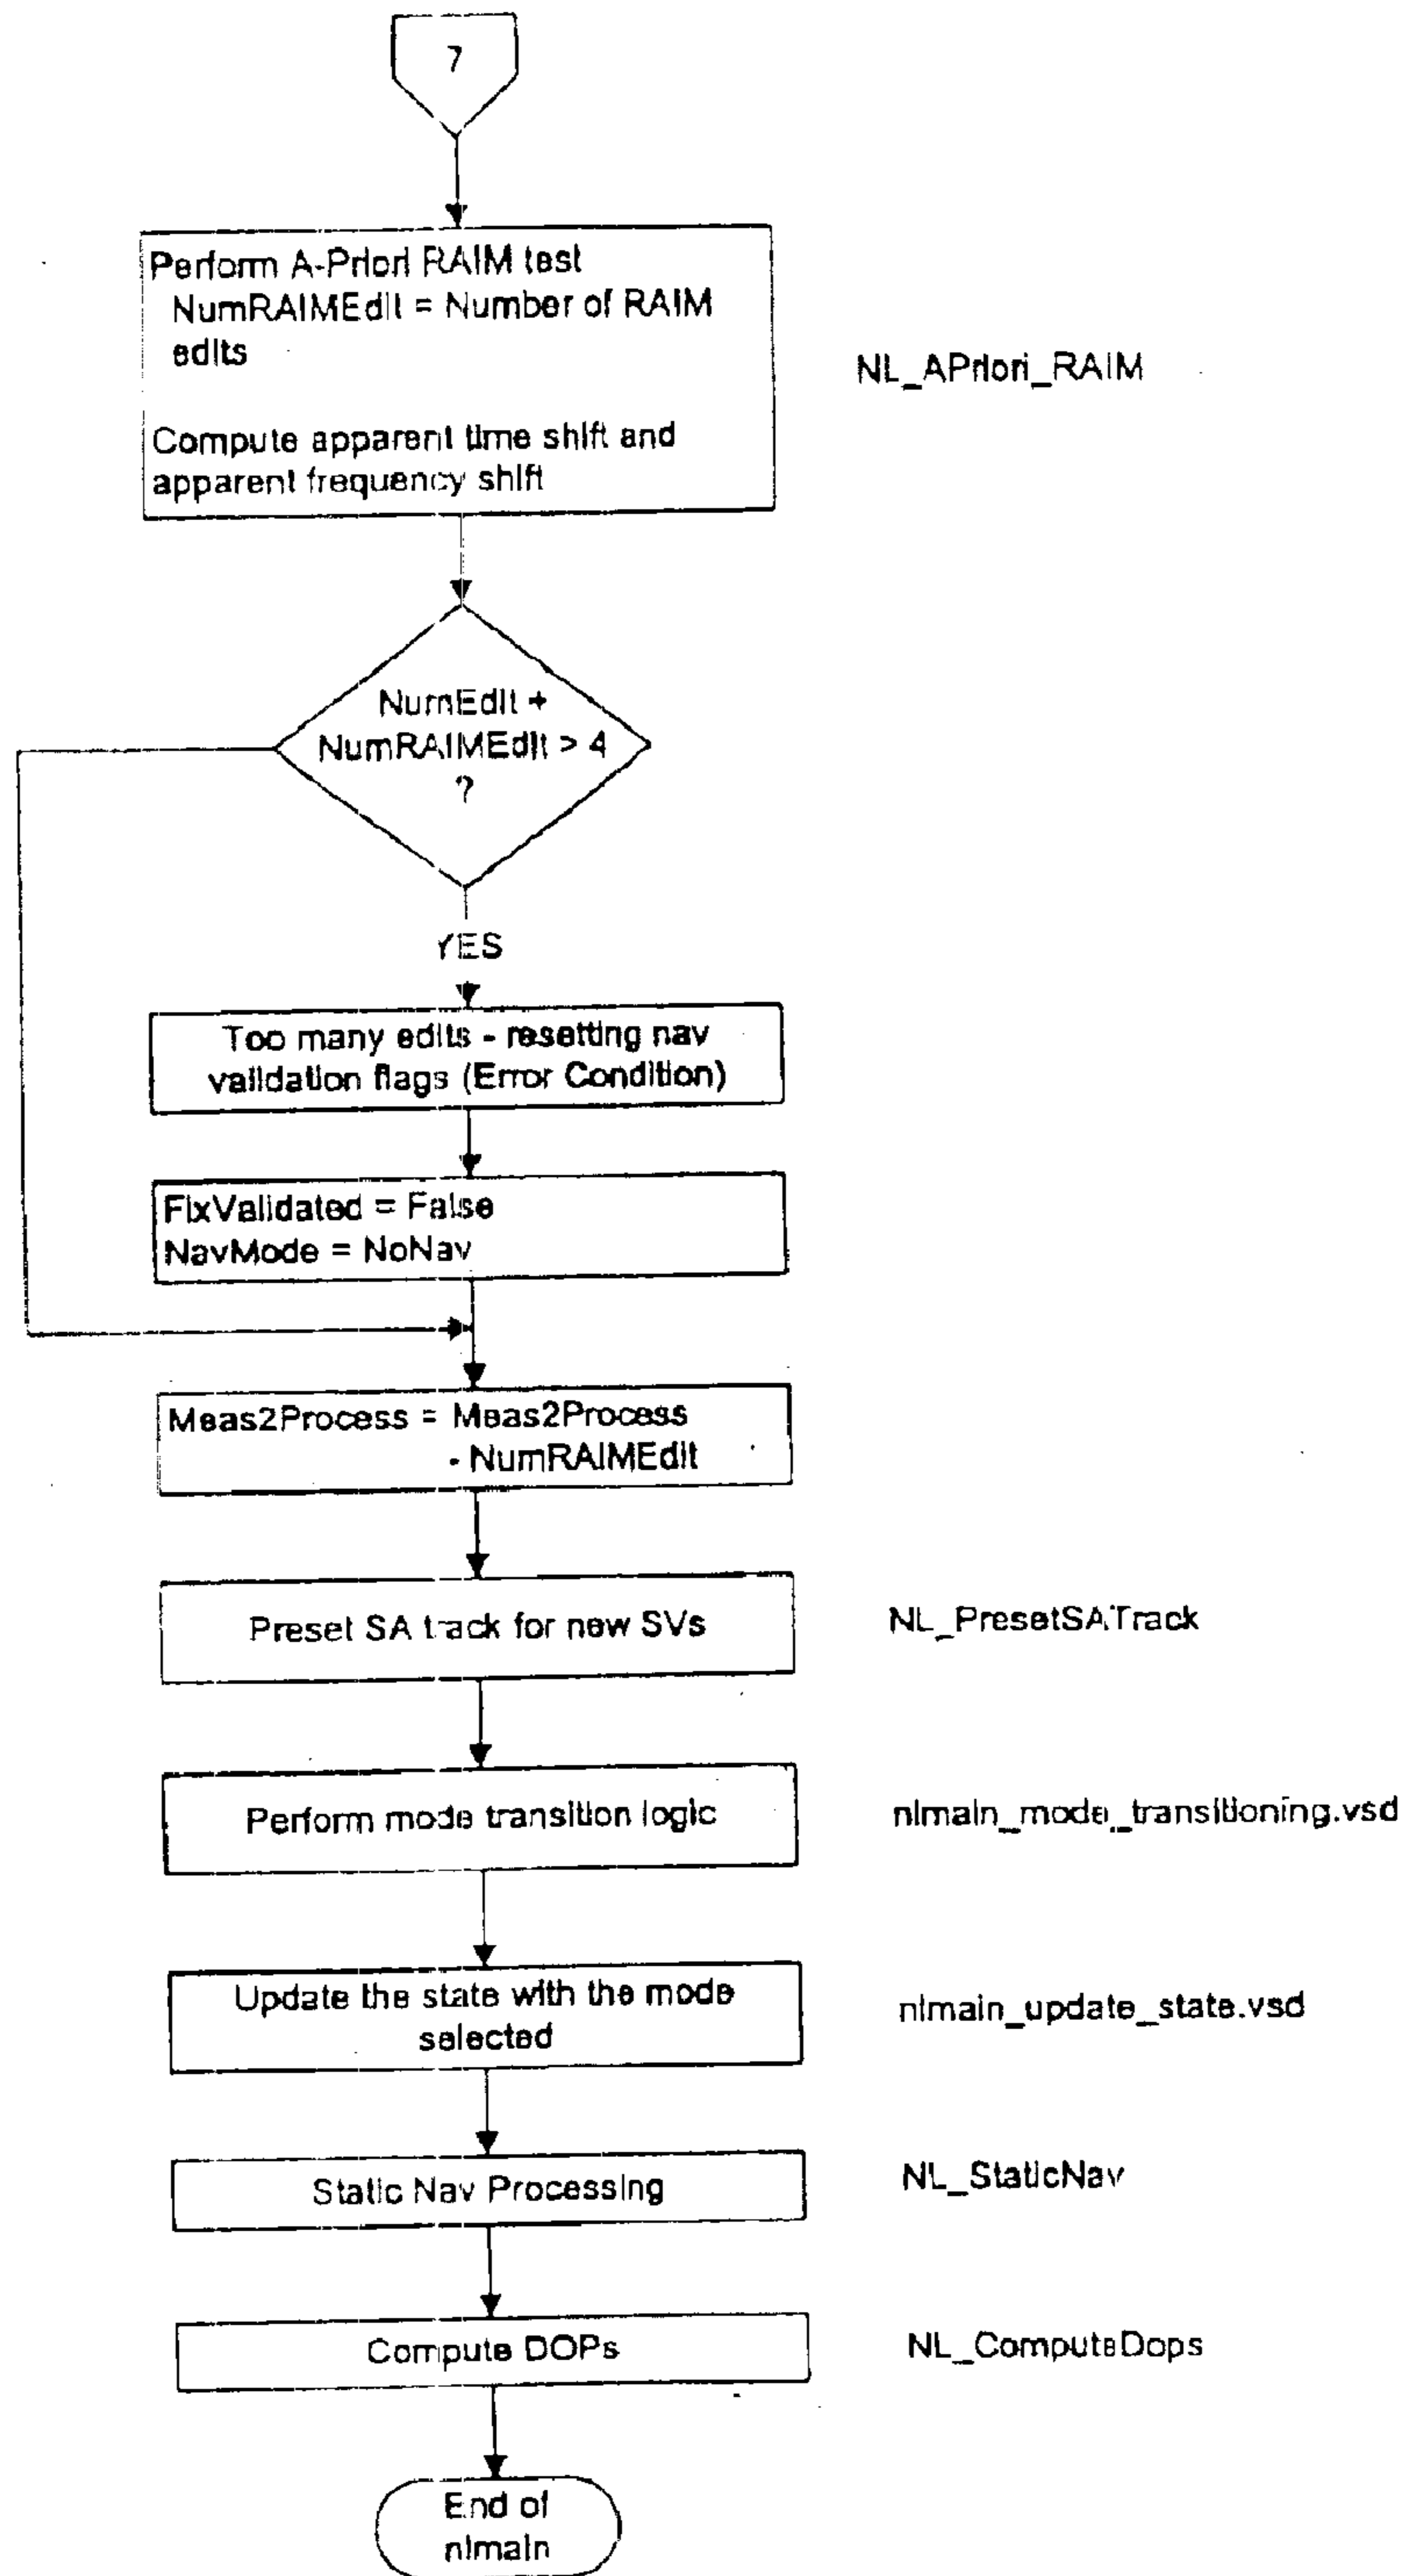 7
Perform A-Priori RAIM test
NumRAIMEdit = Number of RAIM
edits
Compute apparent time shift and
apparent frequency shift
NL_APriori_RAIM
NumEdit +
NumRAIMEdit > 4
?
YES
Too many edits - resetting nav
validation flags (Error Condition)
FixValidated = False
NavMode = NoNav
Meas2Process = Meas2Process
- NumRAIMEdit
Preset SA track for new SVs
NL_PresetSATrack
Perform mode transition logic
nlmain_mode_transitioning.vsd
Update the state with the mode
selected
nlmain_update_state.vsd
Static Nav Processing
NL_StaticNav
Compute DOPs
NL_ComputeDops
End of
nlmain